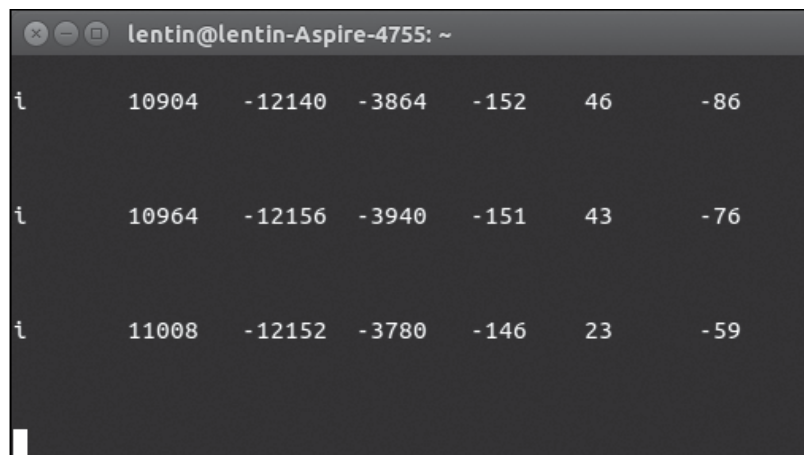 lentin@lentin-Aspire-4755: ~
i 10904 -12140 -3864 -152 46 -86
i 10964 -12156 -3940 -151 43 -76
i 11008 -12152 -3780 -146 23 -59